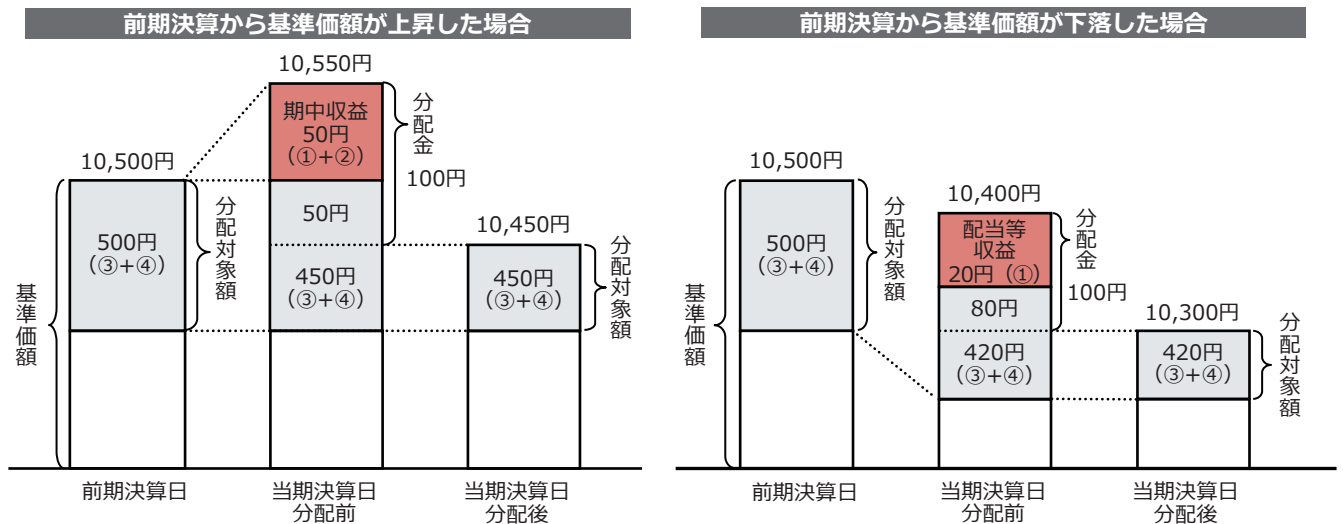 前期決算から基準価額が上昇した場合
10,550円
期中収益
50円
（①＋②）
分配金
100円
10,500円
500円
（③＋④）
分配対象額
50円
450円
（③＋④）
10,450円
450円
（③＋④）
分配対象額
基準価額
前期決算日
当期決算日
分配前
当期決算日
分配後
前期決算から基準価額が下落した場合
10,500円
500円
（③＋④）
分配対象額
10,400円
配当等
収益
20円（①）
分配金
100円
80円
420円
（③＋④）
10,300円
420円
（③＋④）
分配対象額
基準価額
前期決算日
当期決算日
分配前
当期決算日
分配後